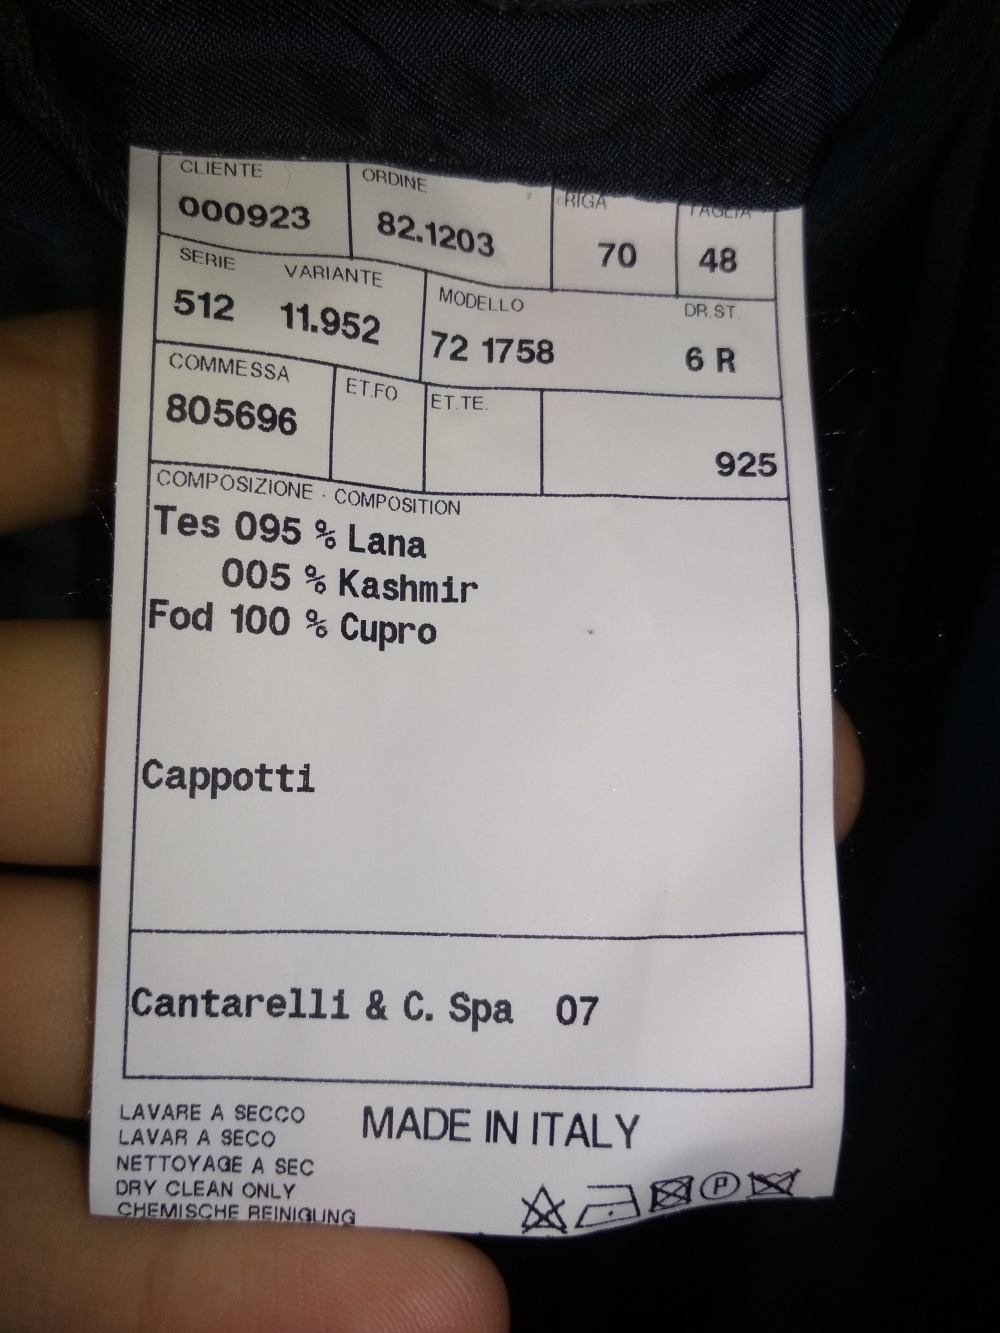 CLIENTE ORDINE RIGA TAGLIA
000923 82.1203 70 48
SERIE VARIANTE MODELLO DR.ST.
512 11.952 72 1758 6 R
COMMESSA ET.FO ET.TE.
805696 925
COMPOSIZIONE - COMPOSITION
Tes 095 % Lana
005 % Kashmir
Fod 100 % Cupro
Cappotti
Cantarelli & C. Spa 07
LAVARE A SECCO
LAVAR A SECO
NETTOYAGE A SEC
DRY CLEAN ONLY
CHEMISCHE REINIGUNG
MADE IN ITALY
P